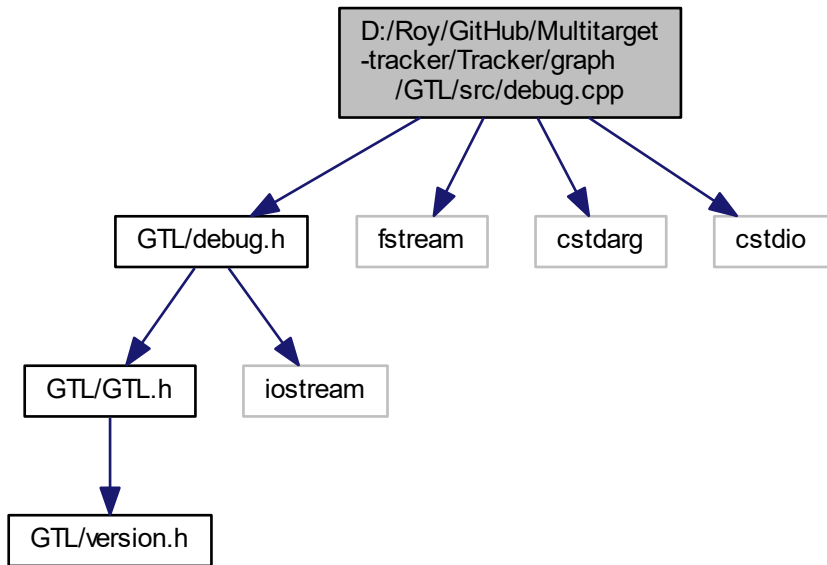 D:/Roy/GitHub/Multitarget
-tracker/Tracker/graph
/GTL/src/debug.cpp
GTL/debug.h
fstream
cstdarg
cstdio
GTL/GTL.h
iostream
GTL/version.h